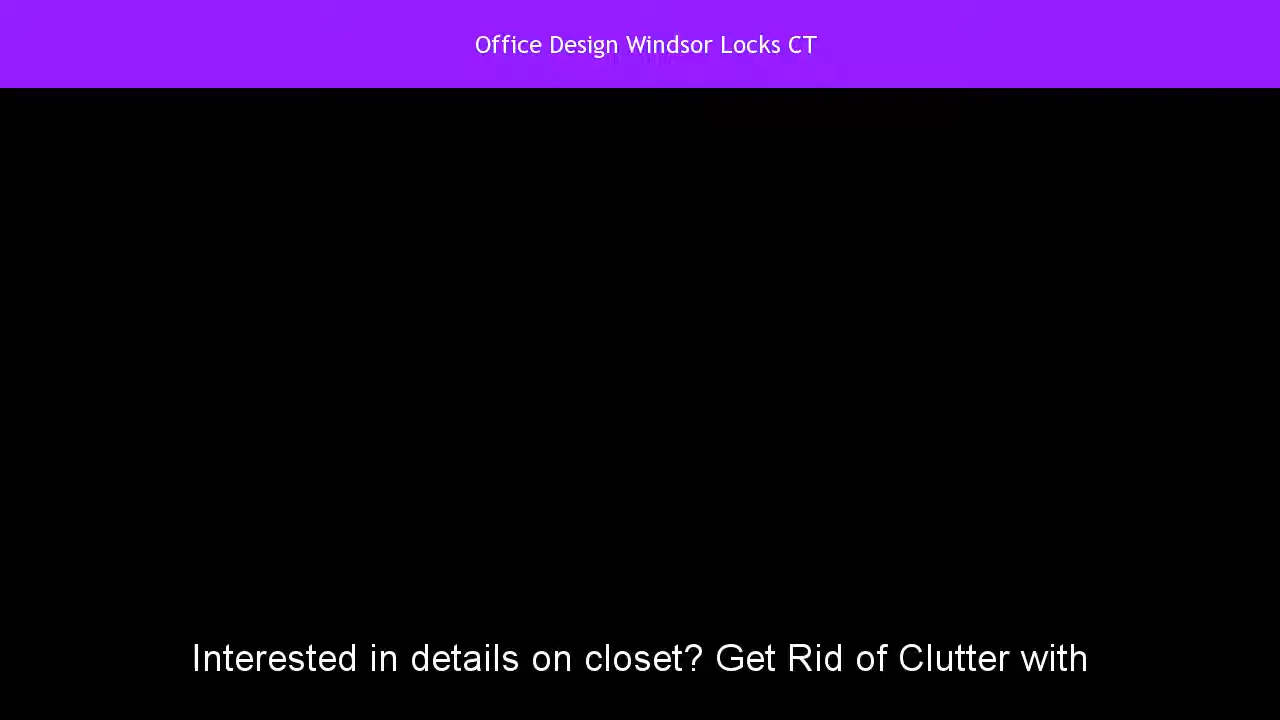 Office Design Windsor Locks CT
Interested in details on closet? Get Rid of Clutter with